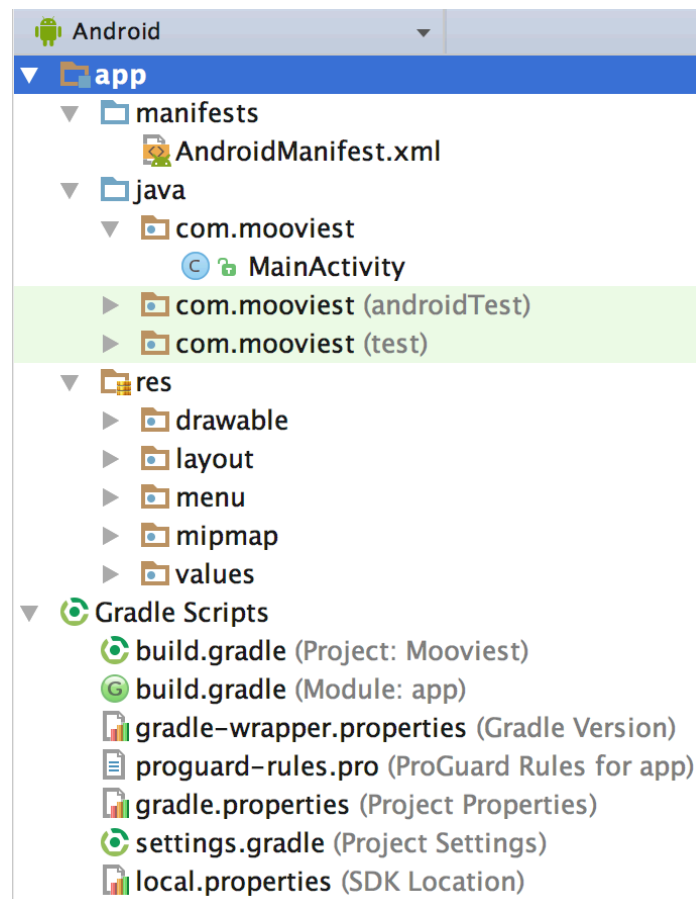 Android
app
manifests
AndroidManifest.xml
java
com.mooviest
C MainActivity
com.mooviest (androidTest)
com.mooviest (test)
res
drawable
layout
menu
mipmap
values
Gradle Scripts
build.gradle (Project: Mooviest)
G build.gradle (Module: app)
gradle-wrapper.properties (Gradle Version)
proguard-rules.pro (ProGuard Rules for app)
gradle.properties (Project Properties)
settings.gradle (Project Settings)
local.properties (SDK Location)